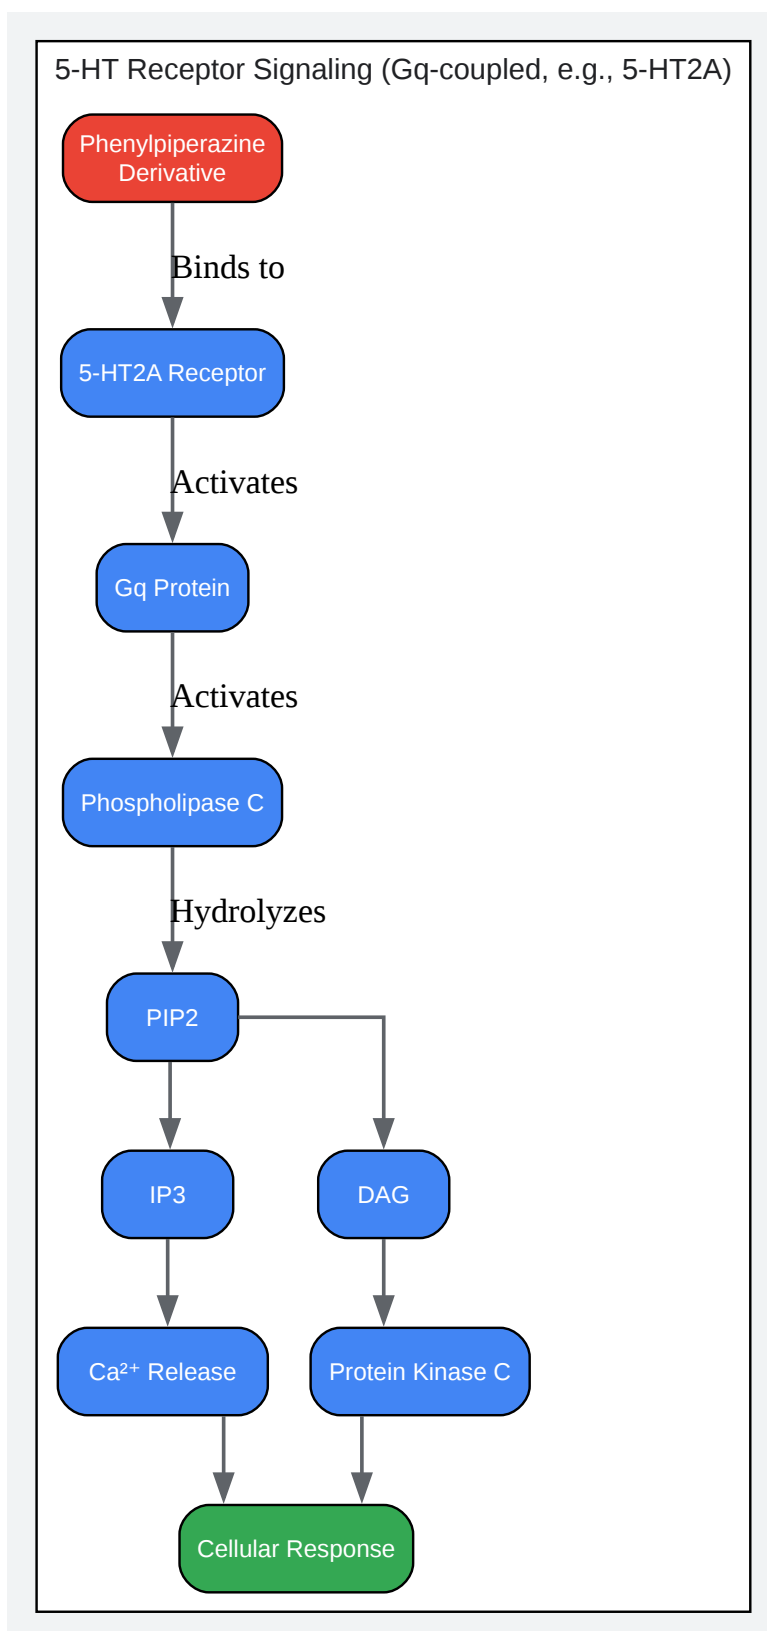 5-HT Receptor Signaling (Gq-coupled, e.g., 5-HT2A)
Phenylpiperazine
Derivative
Binds to
5-HT2A Receptor
Activates
Gq Protein
Activates
Phospholipase C
Hydrolyzes
PIP2
IP3
DAG
Ca²⁺ Release
Protein Kinase C
Cellular Response